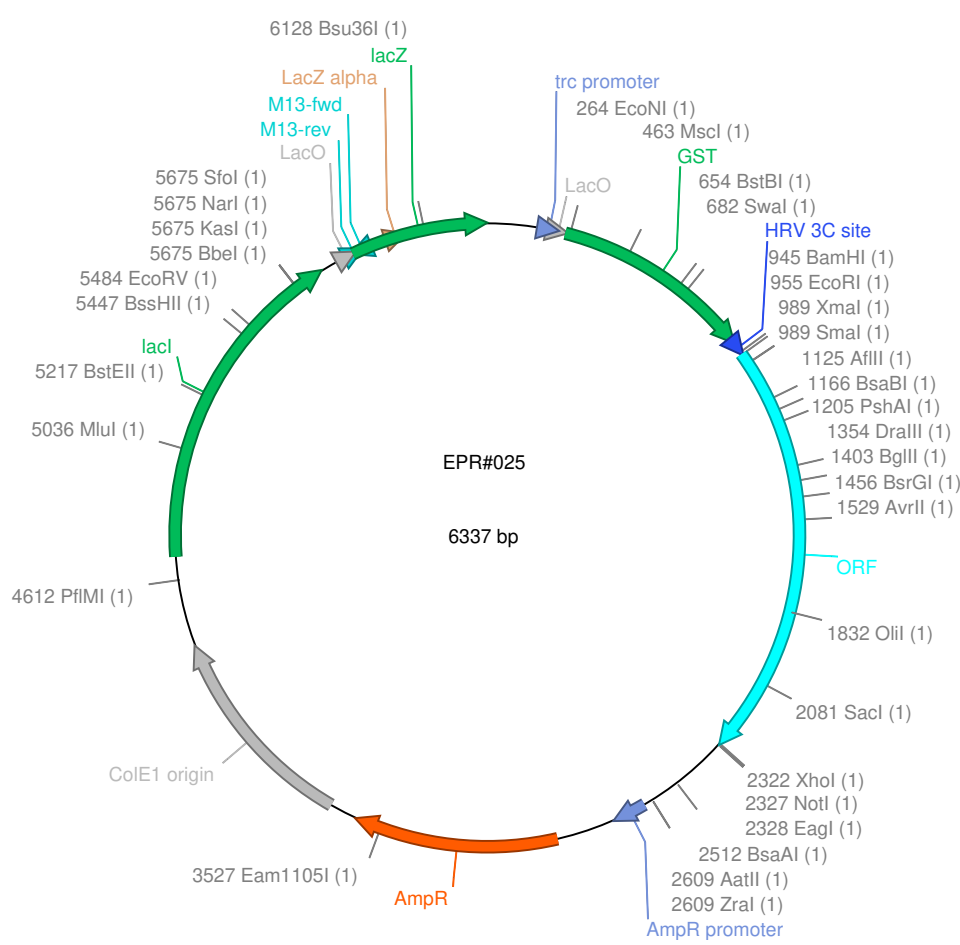 6128 Bsu36I (1)
lacZ
LacZ alpha
M13-fwd
M13-rev
LacO
trc promoter
264 EcoNI (1)
463 MscI (1)
GST
LacO
654 BstBI (1)
682 SwaI (1)
HRV 3C site
945 BamHI (1)
955 EcoRI (1)
989 XmaI (1)
989 SmaI (1)
1125 AflII (1)
1166 BsaBI (1)
1205 PshAI (1)
1354 DraIII (1)
1403 BglII (1)
1456 BsrGI (1)
1529 AvrII (1)
ORF
1832 OliI (1)
2081 SacI (1)
2322 XhoI (1)
2327 NotI (1)
2328 EagI (1)
2512 BsaAI (1)
2609 AatII (1)
2609 ZraI (1)
AmpR promoter
AmpR
3527 Eam1105I (1)
ColE1 origin
4612 PflMI (1)
5036 MluI (1)
5217 BstEII (1)
lacI
5447 BssHII (1)
5484 EcoRV (1)
5675 BbeI (1)
5675 KasI (1)
5675 NarI (1)
5675 SfoI (1)
EPR#025
6337 bp